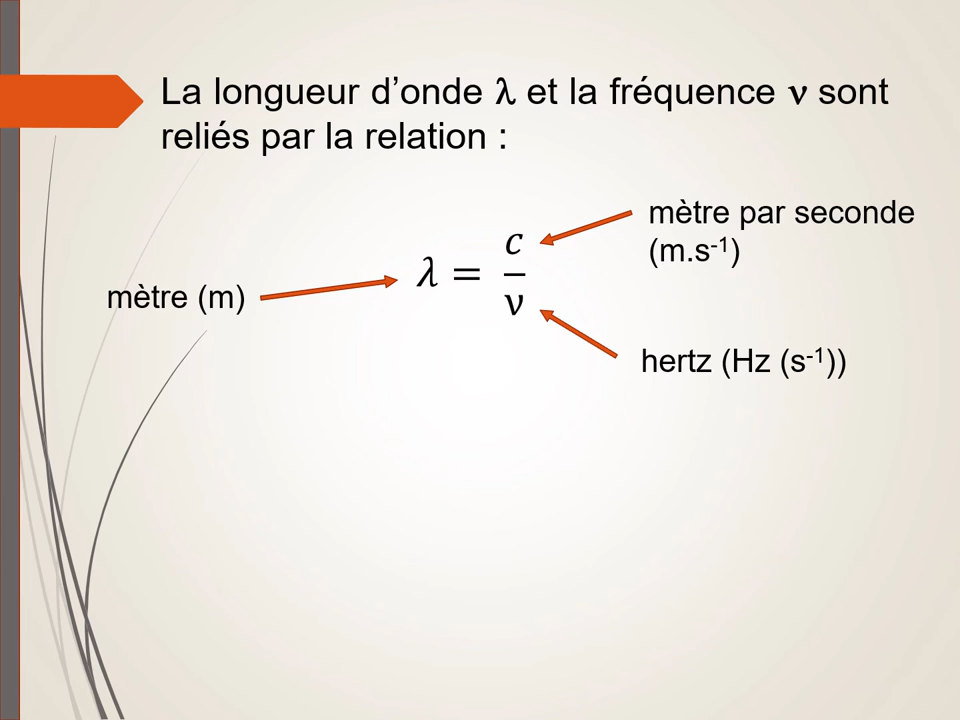 La longueur d’onde λ et la fréquence ν sont
reliés par la relation :
mètre par seconde
(m.s⁻¹)
λ = c/ν
mètre (m)
hertz (Hz (s⁻¹))